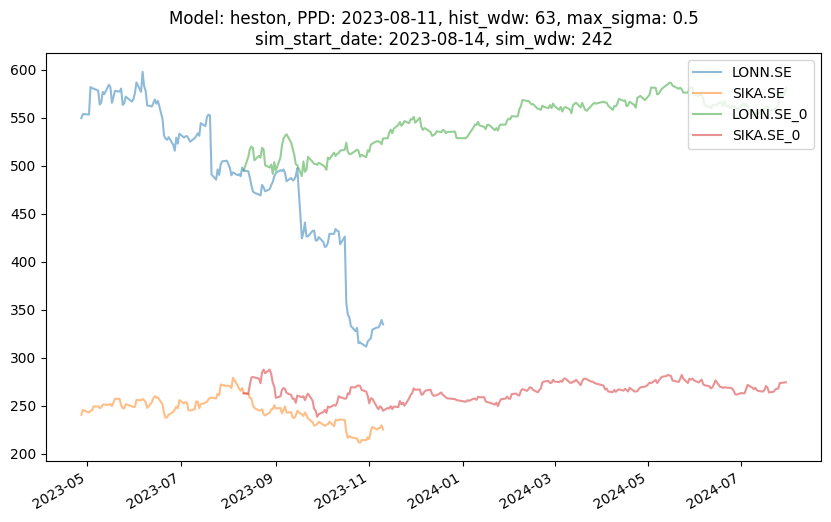 Model: heston, PPD: 2023-08-11, hist_wdw: 63, max_sigma: 0.5
sim_start_date: 2023-08-14, sim_wdw: 242
LONN.SE
SIKA.SE
LONN.SE_0
SIKA.SE_0
600
550
500
450
400
350
300
250
200
2023-05
2023-07
2023-09
2023-11
2024-01
2024-03
2024-05
2024-07